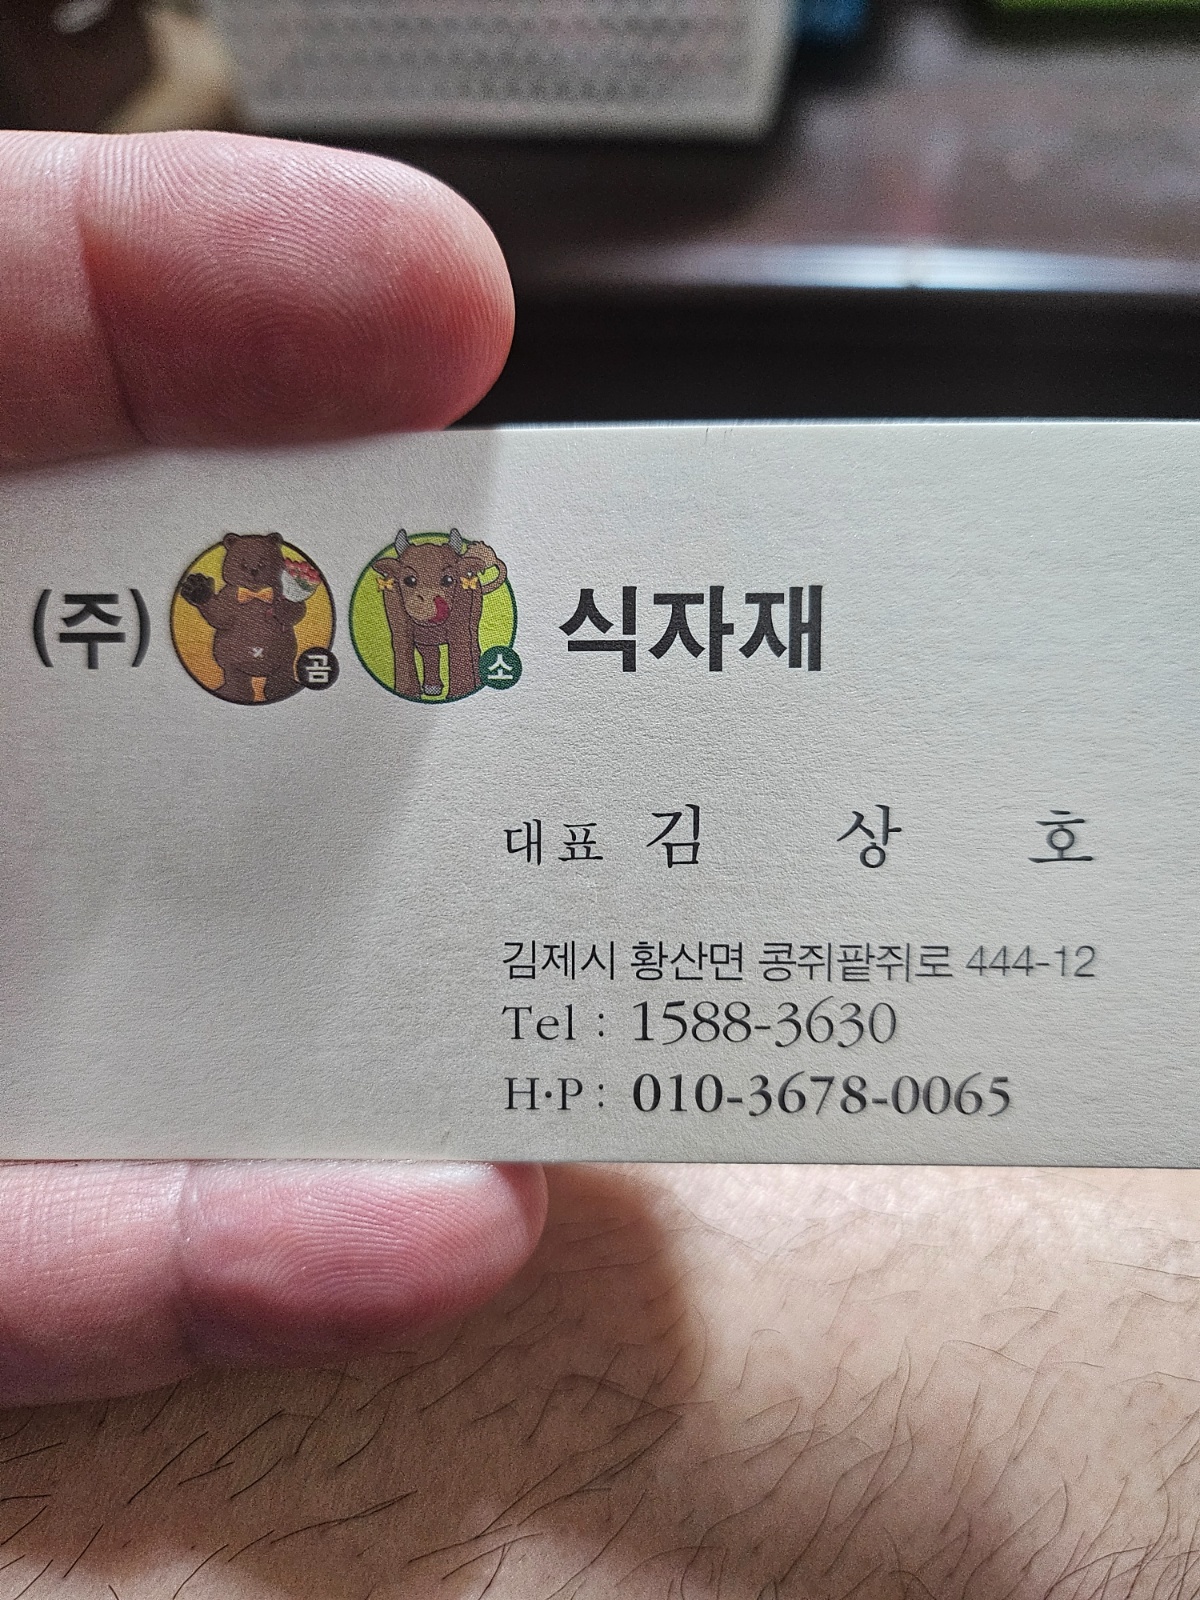 (주) 곰 소 식자재
대표 김 상 호
김제시 황산면 콩쥐팥쥐로 444-12
Tel : 1588-3630
H·P : 010-3678-0065